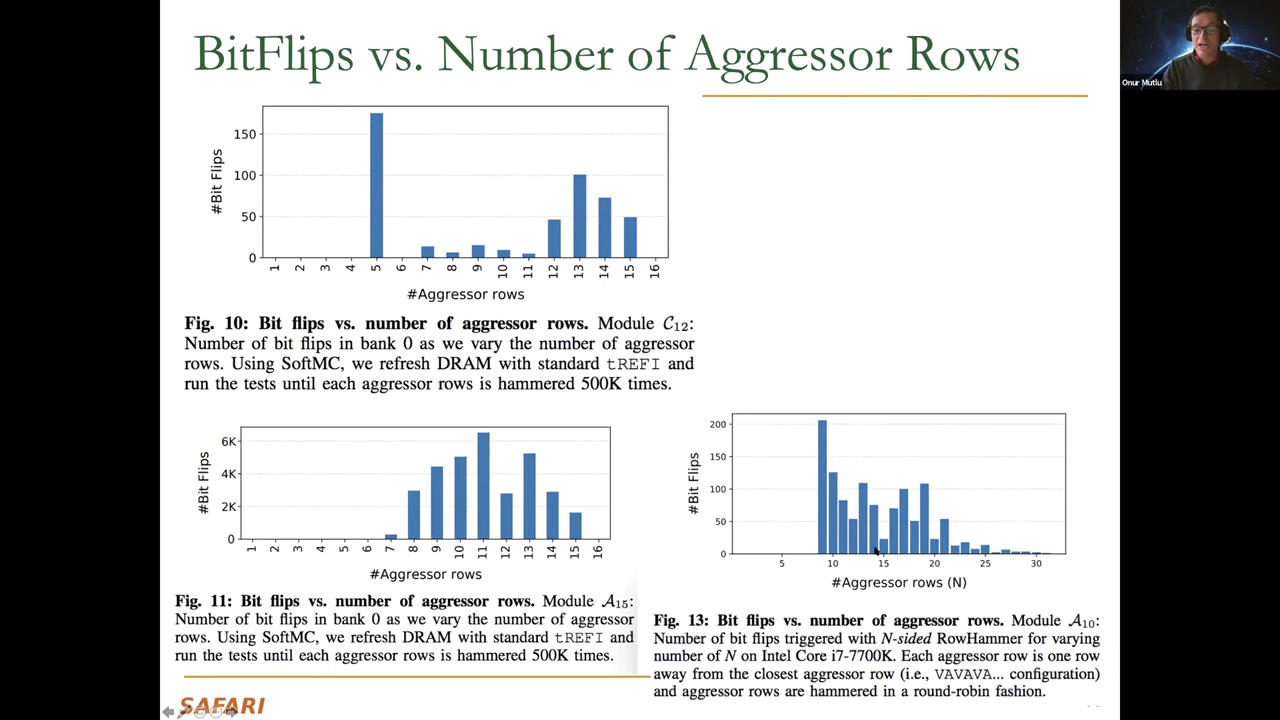 BitFlips vs. Number of Aggressor Rows
Onur Mutlu
150
100
50
0
#Bit Flips
1 2 3 4 5 6 7 8 9 10 11 12 13 14 15 16
#Aggressor rows
Fig. 10: Bit flips vs. number of aggressor rows. Module C12:
Number of bit flips in bank 0 as we vary the number of aggressor
rows. Using SoftMC, we refresh DRAM with standard tREFI and
run the tests until each aggressor rows is hammered 500K times.
6K
4K
2K
0
#Bit Flips
1 2 3 4 5 6 7 8 9 10 11 12 13 14 15 16
#Aggressor rows
Fig. 11: Bit flips vs. number of aggressor rows. Module A15:
Number of bit flips in bank 0 as we vary the number of aggressor
rows. Using SoftMC, we refresh DRAM with standard tREFI and
run the tests until each aggressor rows is hammered 500K times.
200
150
100
50
0
#Bit Flips
5 10 15 20 25 30
#Aggressor rows (N)
Fig. 13: Bit flips vs. number of aggressor rows. Module A10:
Number of bit flips triggered with N-sided RowHammer for varying
number of N on Intel Core i7-7700K. Each aggressor row is one row
away from the closest aggressor row (i.e., VAVAVA... configuration)
and aggressor rows are hammered in a round-robin fashion.
SAFARI